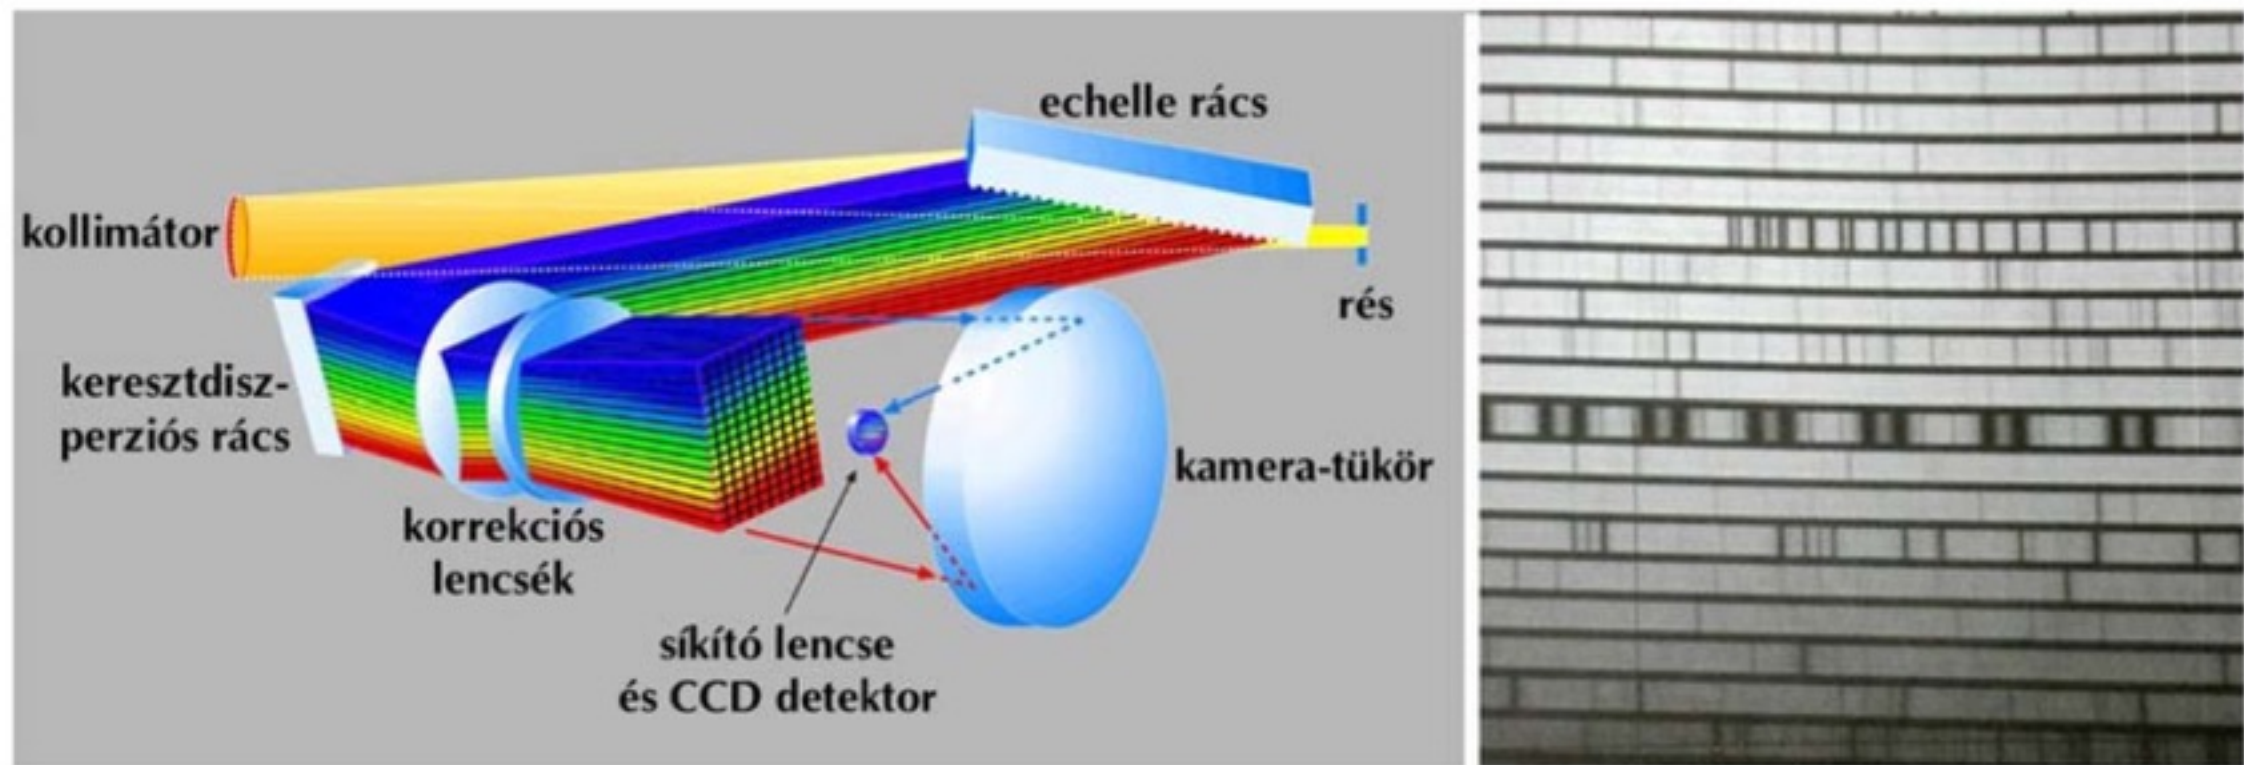 echelle rács
kollimátor
rés
keresztdisz-
perziós rács
kamera-tükör
korrekciós
lencsék
síkító lencse
és CCD detektor